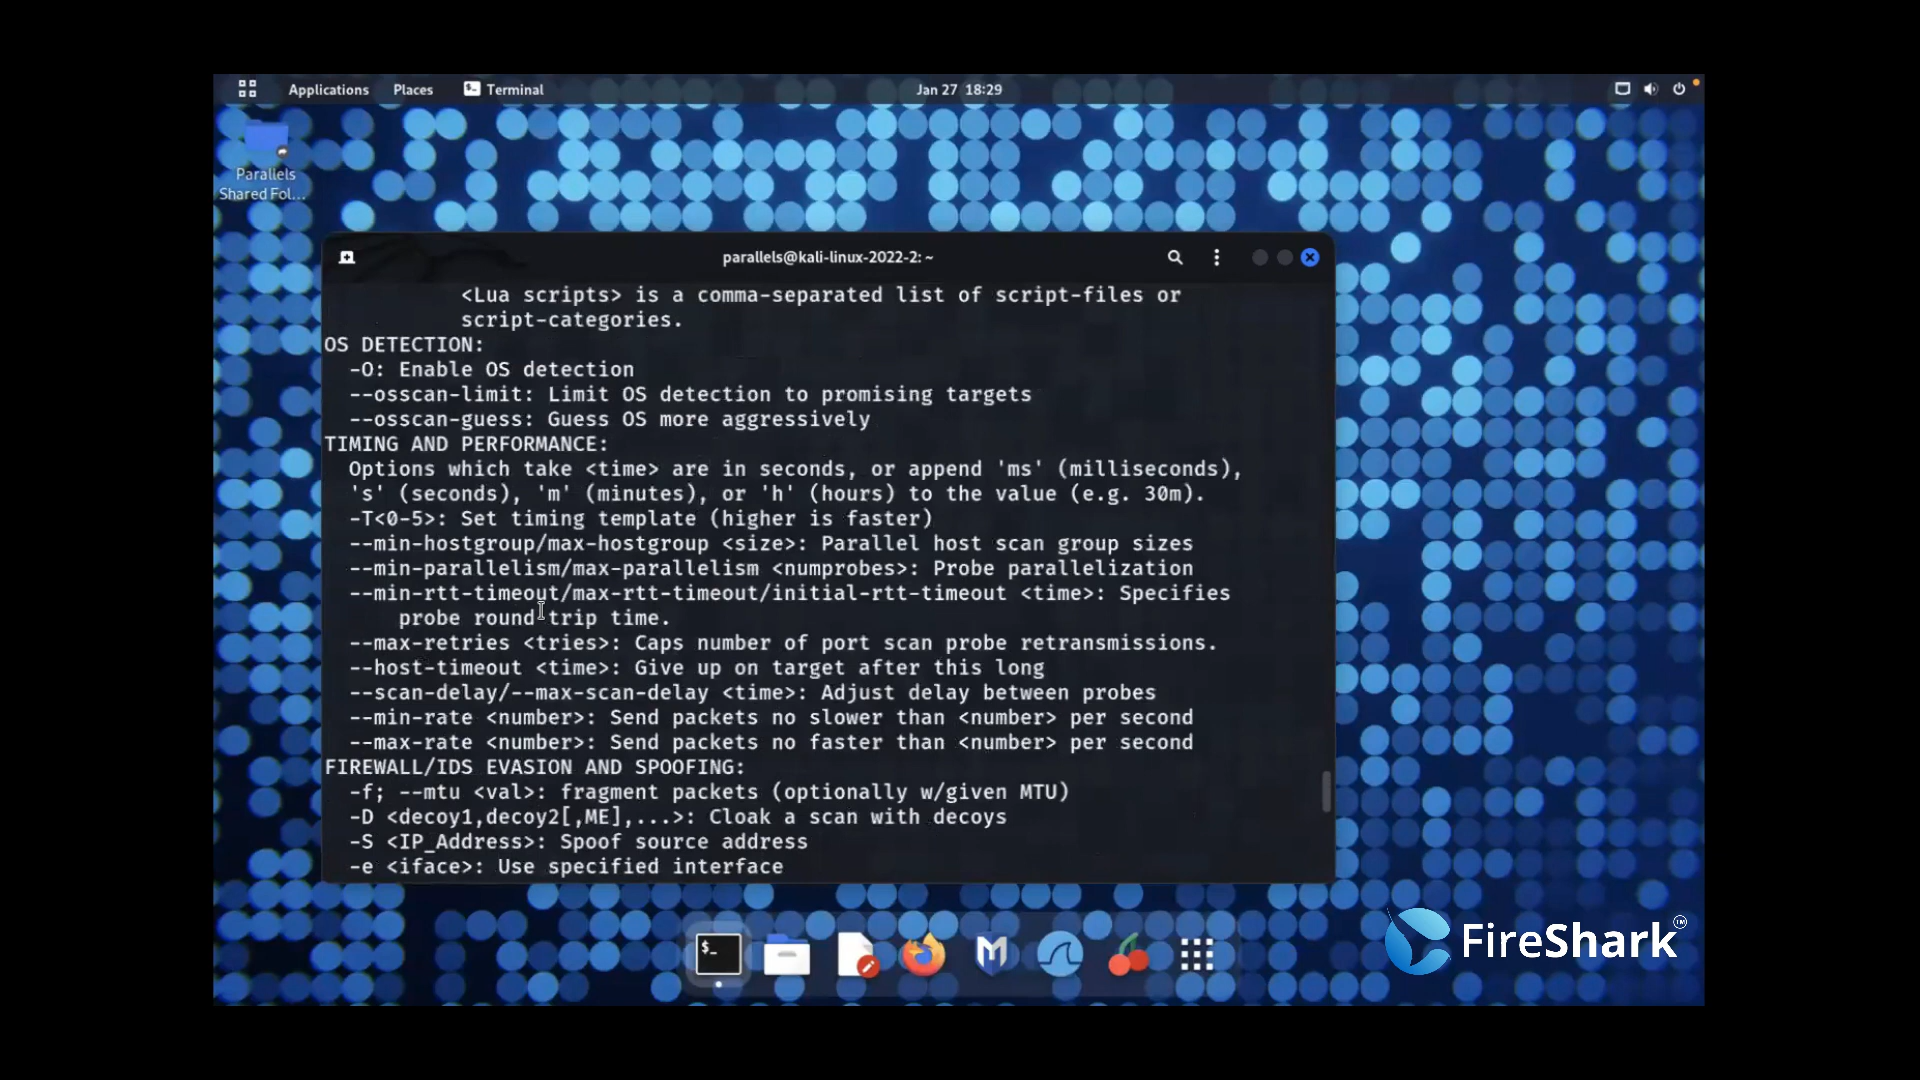 Applications Places Terminal Jan 27 18:29
Parallels
Shared Fol...
parallels@kali-linux-2022-2: ~
<Lua scripts> is a comma-separated list of script-files or
script-categories.
OS DETECTION:
-O: Enable OS detection
--osscan-limit: Limit OS detection to promising targets
--osscan-guess: Guess OS more aggressively
TIMING AND PERFORMANCE:
Options which take <time> are in seconds, or append 'ms' (milliseconds),
's' (seconds), 'm' (minutes), or 'h' (hours) to the value (e.g. 30m).
-T<0-5>: Set timing template (higher is faster)
--min-hostgroup/max-hostgroup <size>: Parallel host scan group sizes
--min-parallelism/max-parallelism <numprobes>: Probe parallelization
--min-rtt-timeout/max-rtt-timeout/initial-rtt-timeout <time>: Specifies
probe round trip time.
--max-retries <tries>: Caps number of port scan probe retransmissions.
--host-timeout <time>: Give up on target after this long
--scan-delay/--max-scan-delay <time>: Adjust delay between probes
--min-rate <number>: Send packets no slower than <number> per second
--max-rate <number>: Send packets no faster than <number> per second
FIREWALL/IDS EVASION AND SPOOFING:
-f; --mtu <val>: fragment packets (optionally w/given MTU)
-D <decoy1,decoy2[,ME],...>: Cloak a scan with decoys
-S <IP_Address>: Spoof source address
-e <iface>: Use specified interface
$_
FireShark™